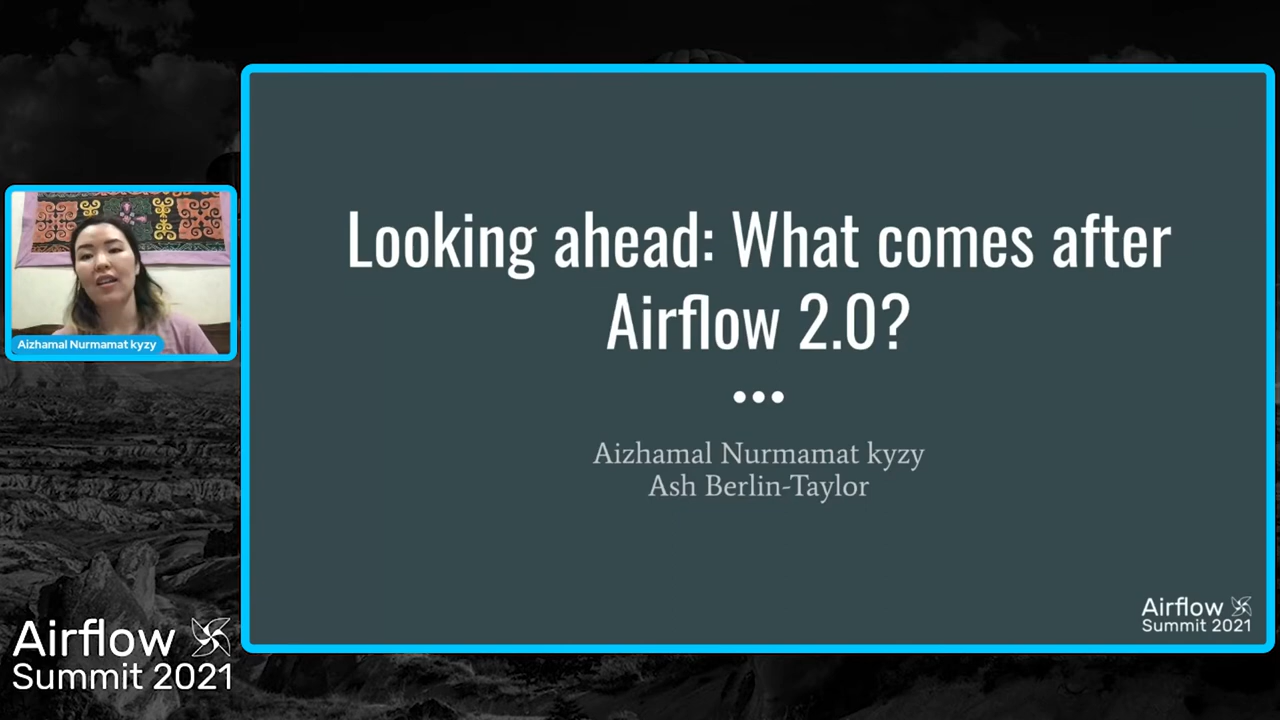 Looking ahead: What comes after
Airflow 2.0?
Aizhamal Nurmamat kyzy
Ash Berlin-Taylor
Airflow
Summit 2021
Aizhamal Nurmamat kyzy
Airflow
Summit 2021